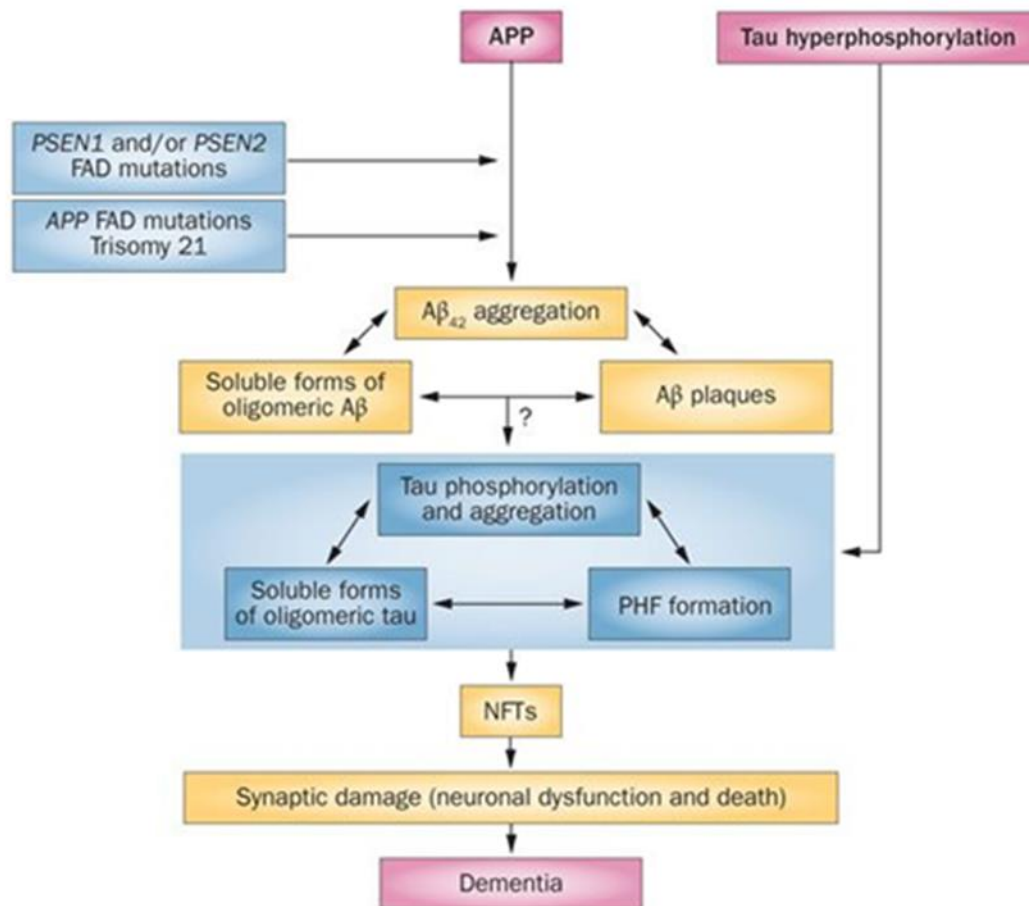 APP
Tau hyperphosphorylation
PSEN1 and/or PSEN2
FAD mutations
APP FAD mutations
Trisomy 21
Aβ₄₂ aggregation
Soluble forms of
oligomeric Aβ
Aβ plaques
?
Tau phosphorylation
and aggregation
Soluble forms
of oligomeric tau
PHF formation
NFTs
Synaptic damage (neuronal dysfunction and death)
Dementia